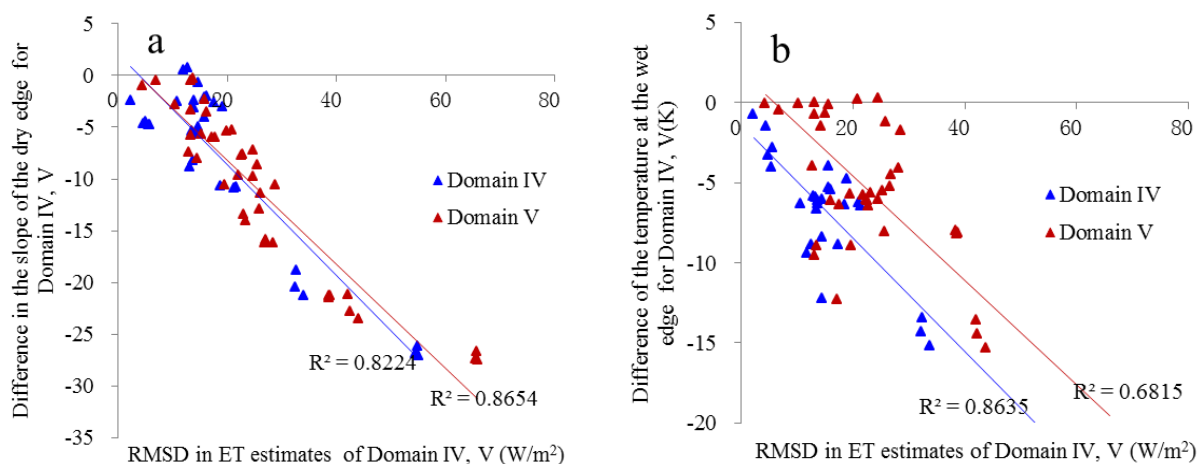 a
Difference in the slope of the dry edge for
Domain IV, V
5
0
-5
-10
-15
-20
-25
-30
-35
0
20
40
60
80
Domain IV
Domain V
R² = 0.8224
R² = 0.8654
RMSD in ET estimates of Domain IV, V (W/m²)
b
Difference of the temperature at the wet
edge for Domain IV, V(K)
5
0
-5
-10
-15
-20
0
20
40
60
80
Domain IV
Domain V
R² = 0.6815
R² = 0.8635
RMSD in ET estimates of Domain IV, V (W/m²)